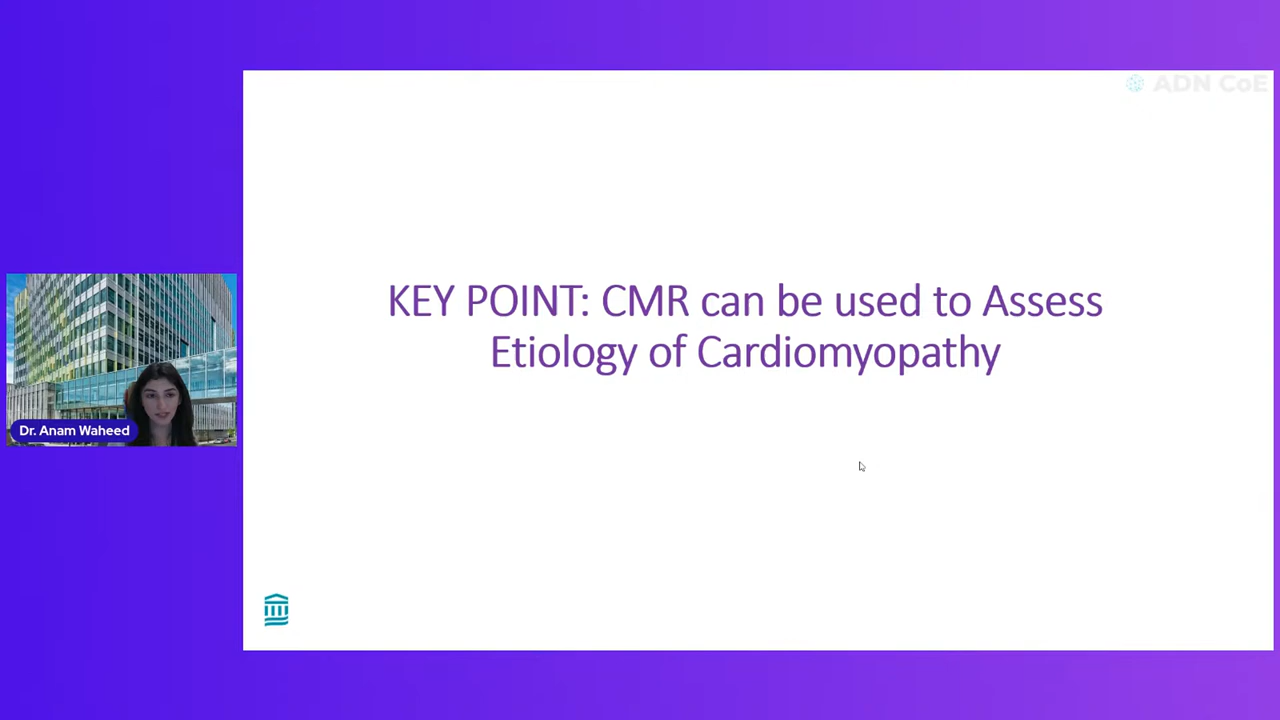 ADN CoE
KEY POINT: CMR can be used to Assess
Etiology of Cardiomyopathy
Dr. Anam Waheed